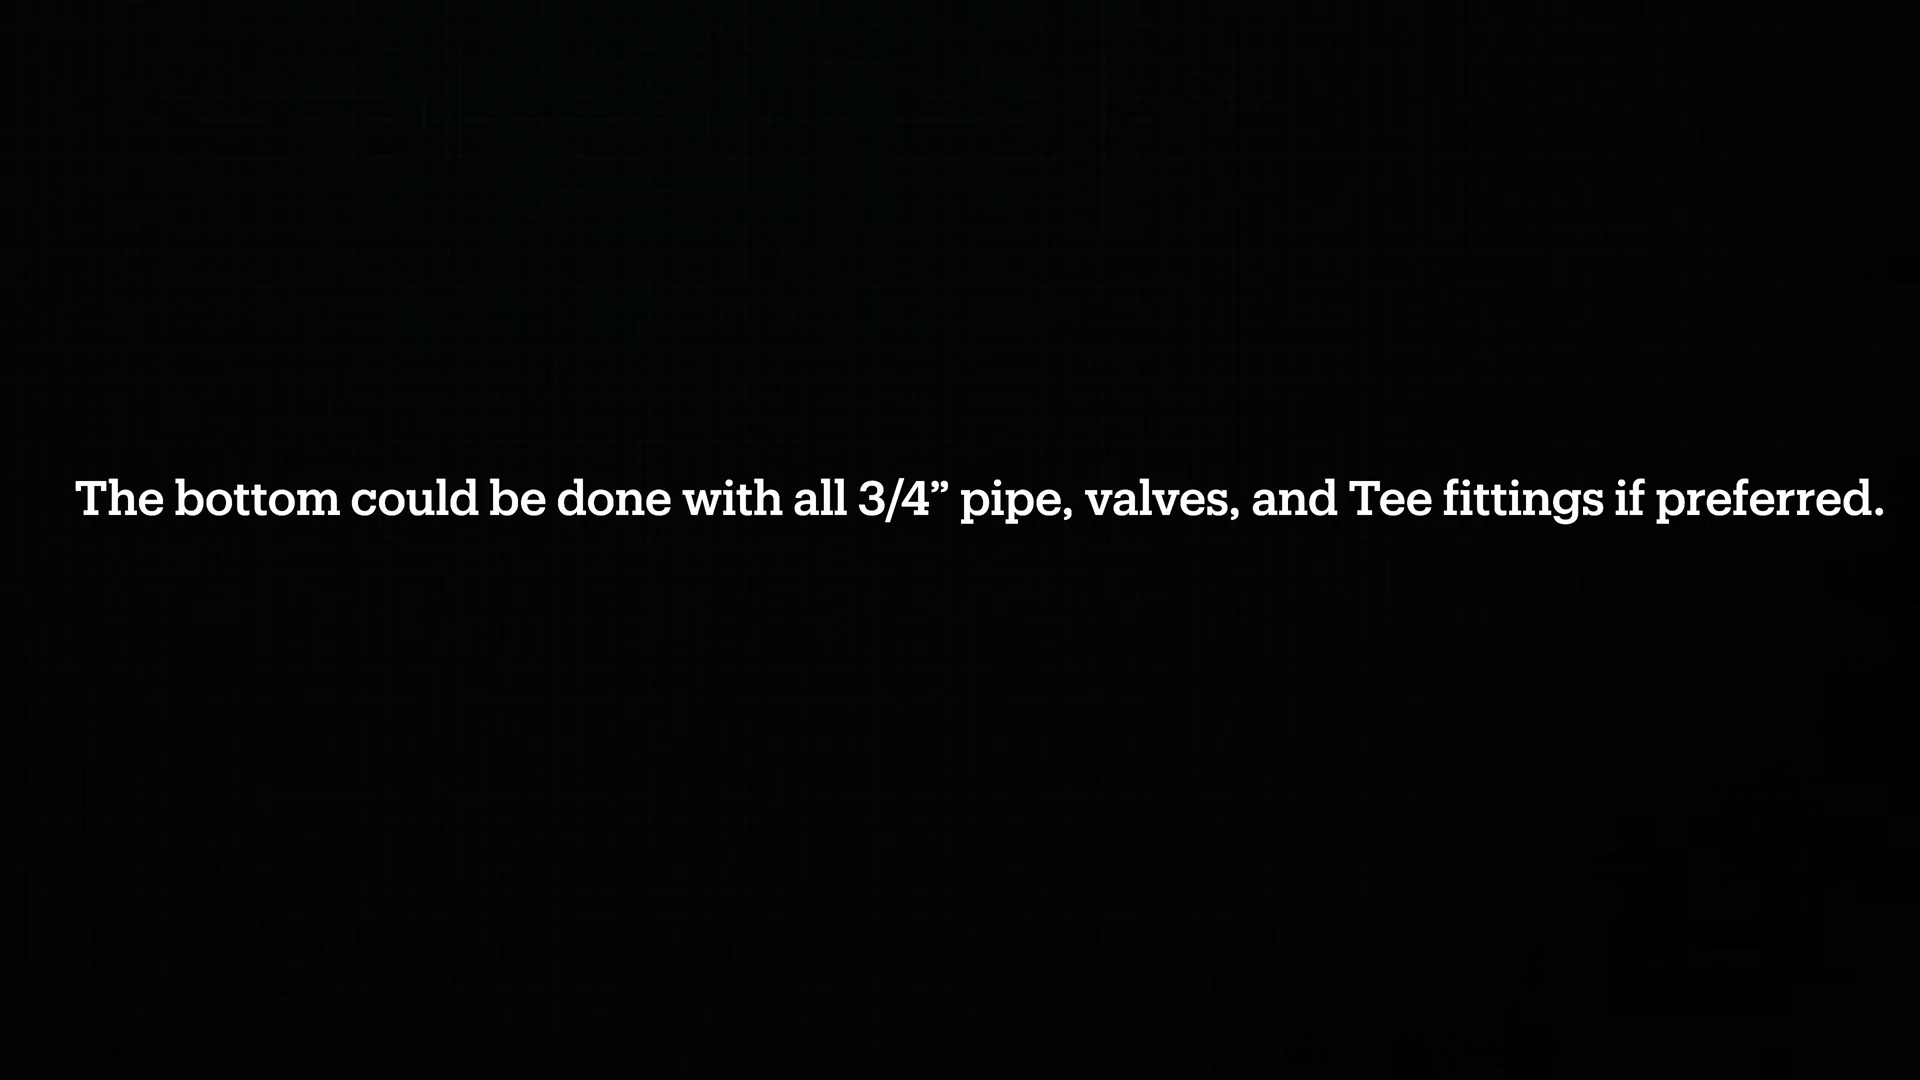 The bottom could be done with all 3/4” pipe, valves, and Tee fittings if preferred.